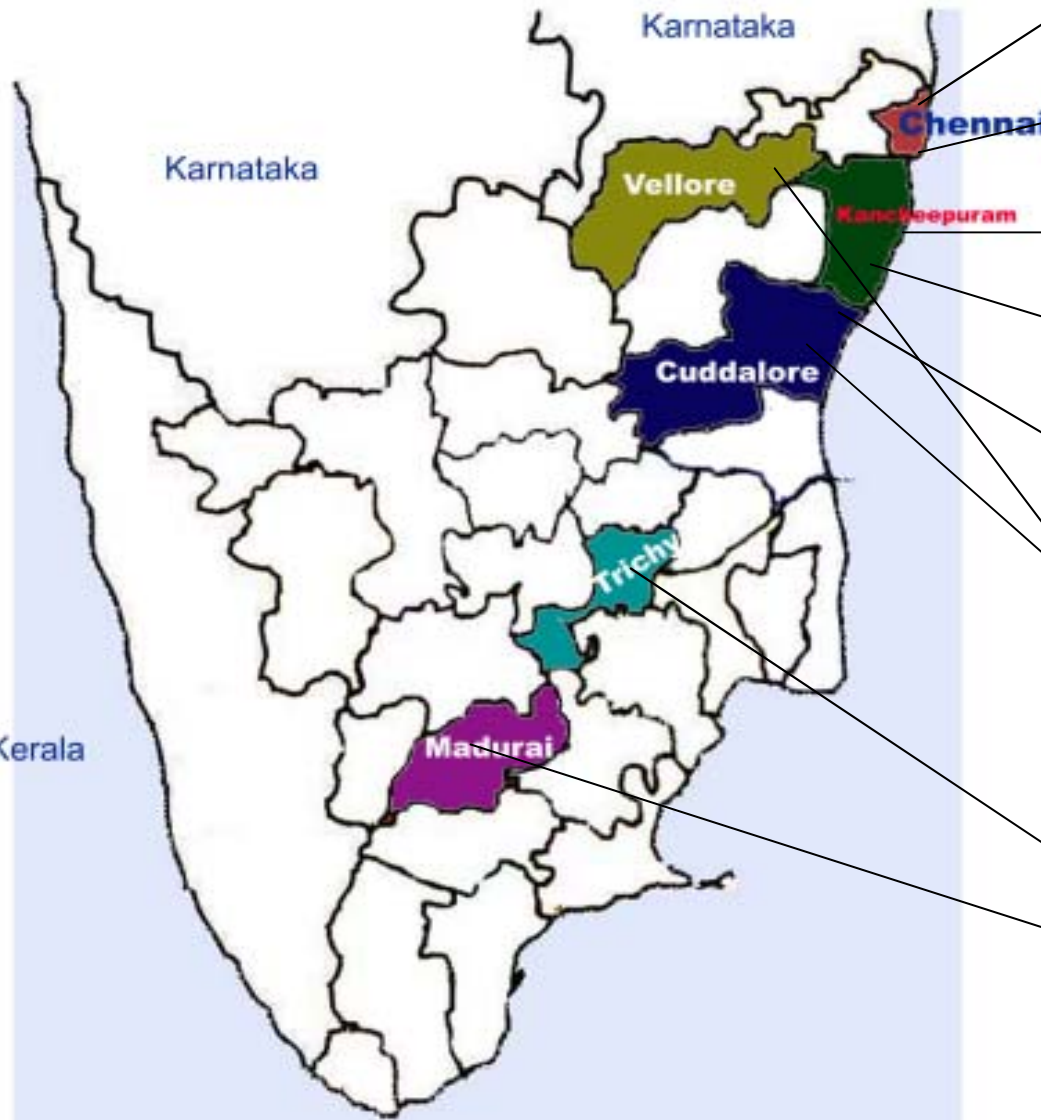 Karnataka
Chennai
Karnataka
Vellore
Kancheepuram
Cuddalore
Trichy
Kerala
Madurai